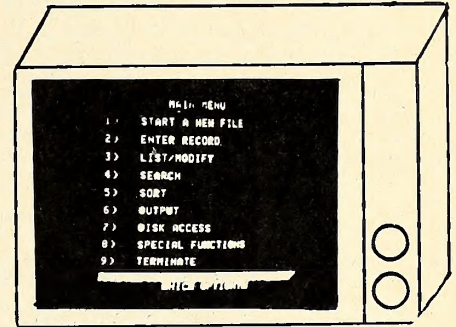 MAIN MENU
1) START A NEW FILE
2) ENTER RECORD
3) LIST/MODIFY
4) SEARCH
5) SORT
6) OUTPUT
7) DISK ACCESS
8) SPECIAL FUNCTIONS
9) TERMINATE